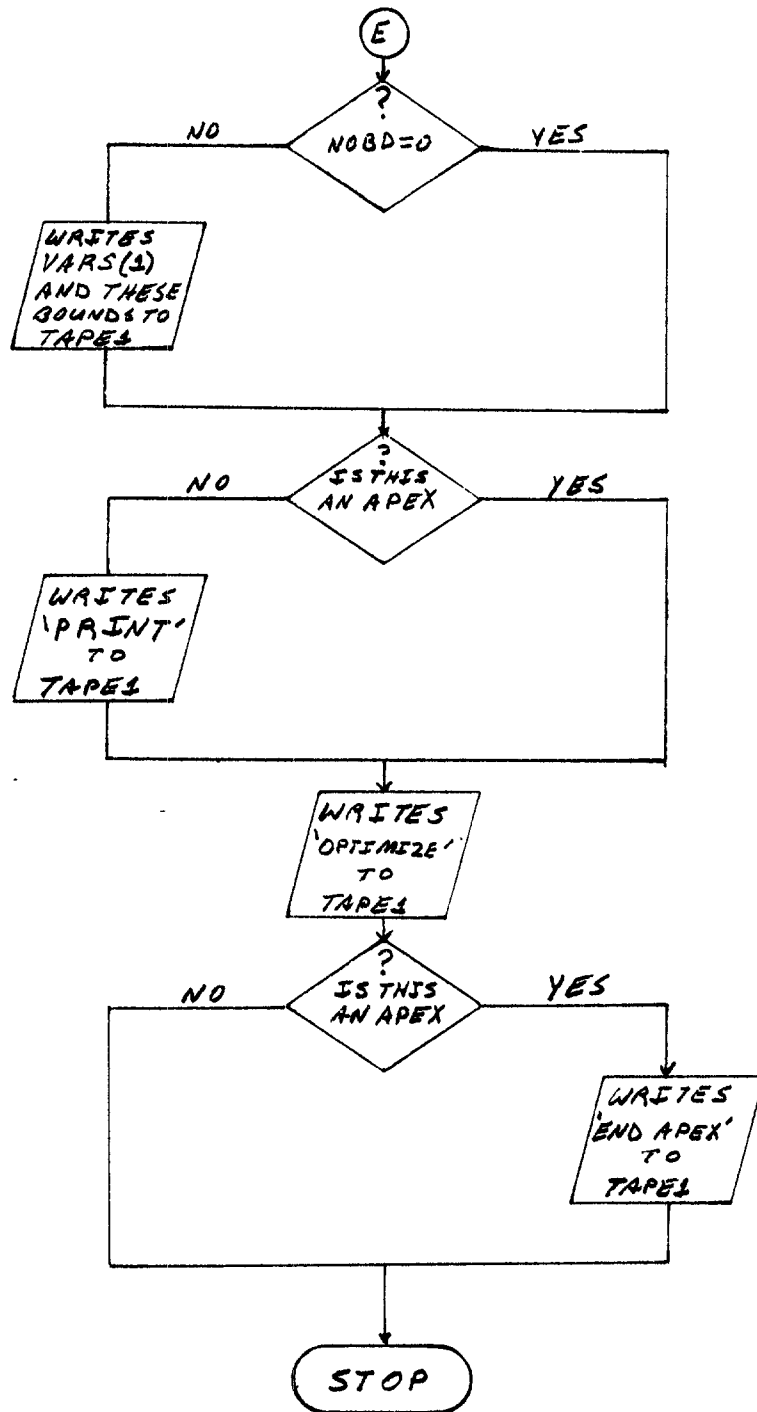 E
?
NOBD=0
NO
YES
WRITES
VARS(1)
AND THESE
BOUNDS TO
TAPE1
?
IS THIS
AN APEX
NO
YES
WRITES
'PRINT'
TO
TAPE1
WRITES
'OPTIMIZE'
TO
TAPE1
?
IS THIS
AN APEX
NO
YES
WRITES
'END APEX'
TO
TAPE1
STOP